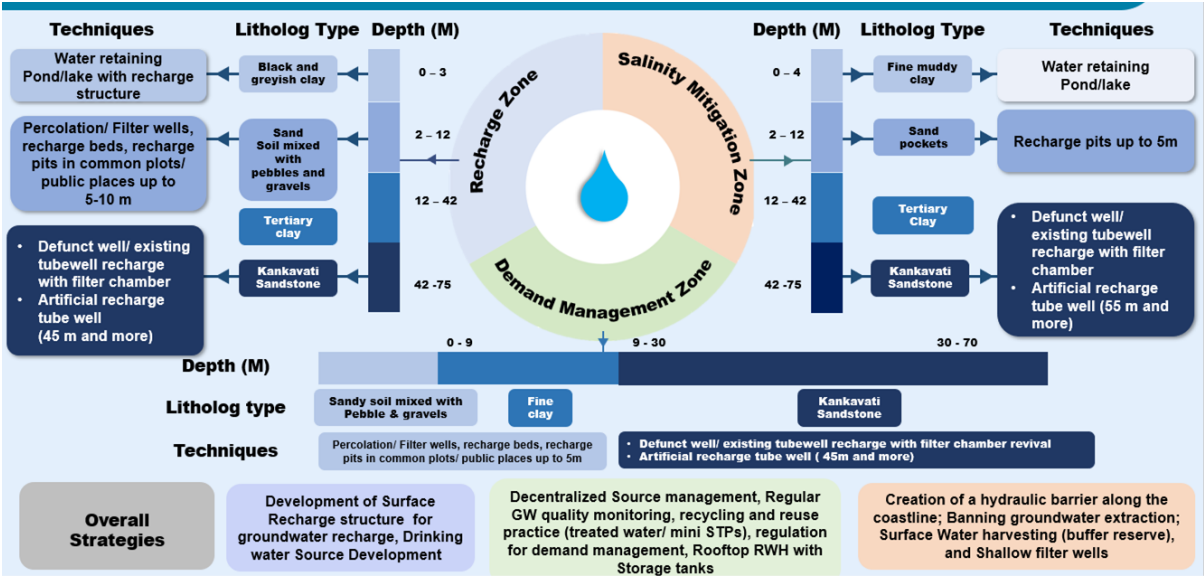 Techniques
Litholog Type
Depth (M)
Water retaining
Pond/lake with recharge
structure
Black and
greyish clay
0 – 3
Percolation/ Filter wells,
recharge beds, recharge
pits in common plots/
public places up to
5-10 m
Sand
Soil mixed
with
pebbles and
gravels
2 – 12
Tertiary
clay
12 – 42
• Defunct well/ existing
tubewell recharge
with filter chamber
• Artificial recharge
tube well
(45 m and more)
Kankavati
Sandstone
42 -75
Recharge Zone
Salinity Mitigation Zone
Demand Management Zone
Depth (M)
Litholog Type
Techniques
0 – 4
Fine muddy
clay
Water retaining
Pond/lake
2 – 12
Sand
pockets
Recharge pits up to 5m
12 – 42
Tertiary
Clay
42 -75
Kankavati
Sandstone
• Defunct well/
existing tubewell
recharge with filter
chamber
• Artificial recharge
tube well (55 m and
more)
Depth (M)
0 - 9
9 - 30
30 - 70
Litholog type
Sandy soil mixed with
Pebble & gravels
Fine
clay
Kankavati
Sandstone
Techniques
Percolation/ Filter wells, recharge beds, recharge
pits in common plots/ public places up to 5m
• Defunct well/ existing tubewell recharge with filter chamber revival
• Artificial recharge tube well ( 45m and more)
Overall
Strategies
Development of Surface
Recharge structure for
groundwater recharge, Drinking
water Source Development
Decentralized Source management, Regular
GW quality monitoring, recycling and reuse
practice (treated water/ mini STPs), regulation
for demand management, Rooftop RWH with
Storage tanks
Creation of a hydraulic barrier along the
coastline; Banning groundwater extraction;
Surface Water harvesting (buffer reserve),
and Shallow filter wells